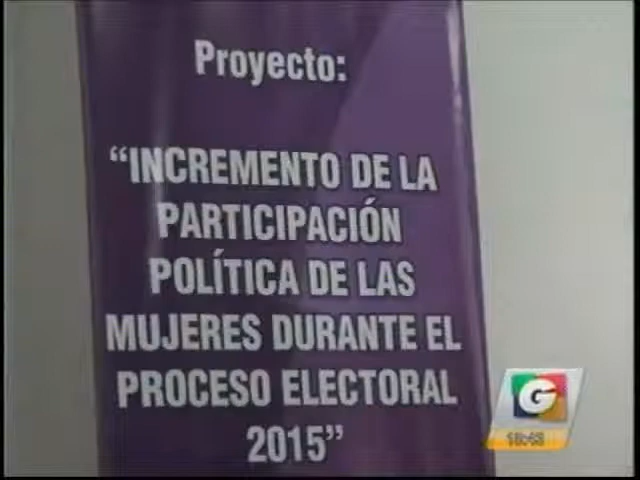 Proyecto:
“INCREMENTO DE LA
PARTICIPACIÓN
POLÍTICA DE LAS
MUJERES DURANTE EL
PROCESO ELECTORAL
2015”
G